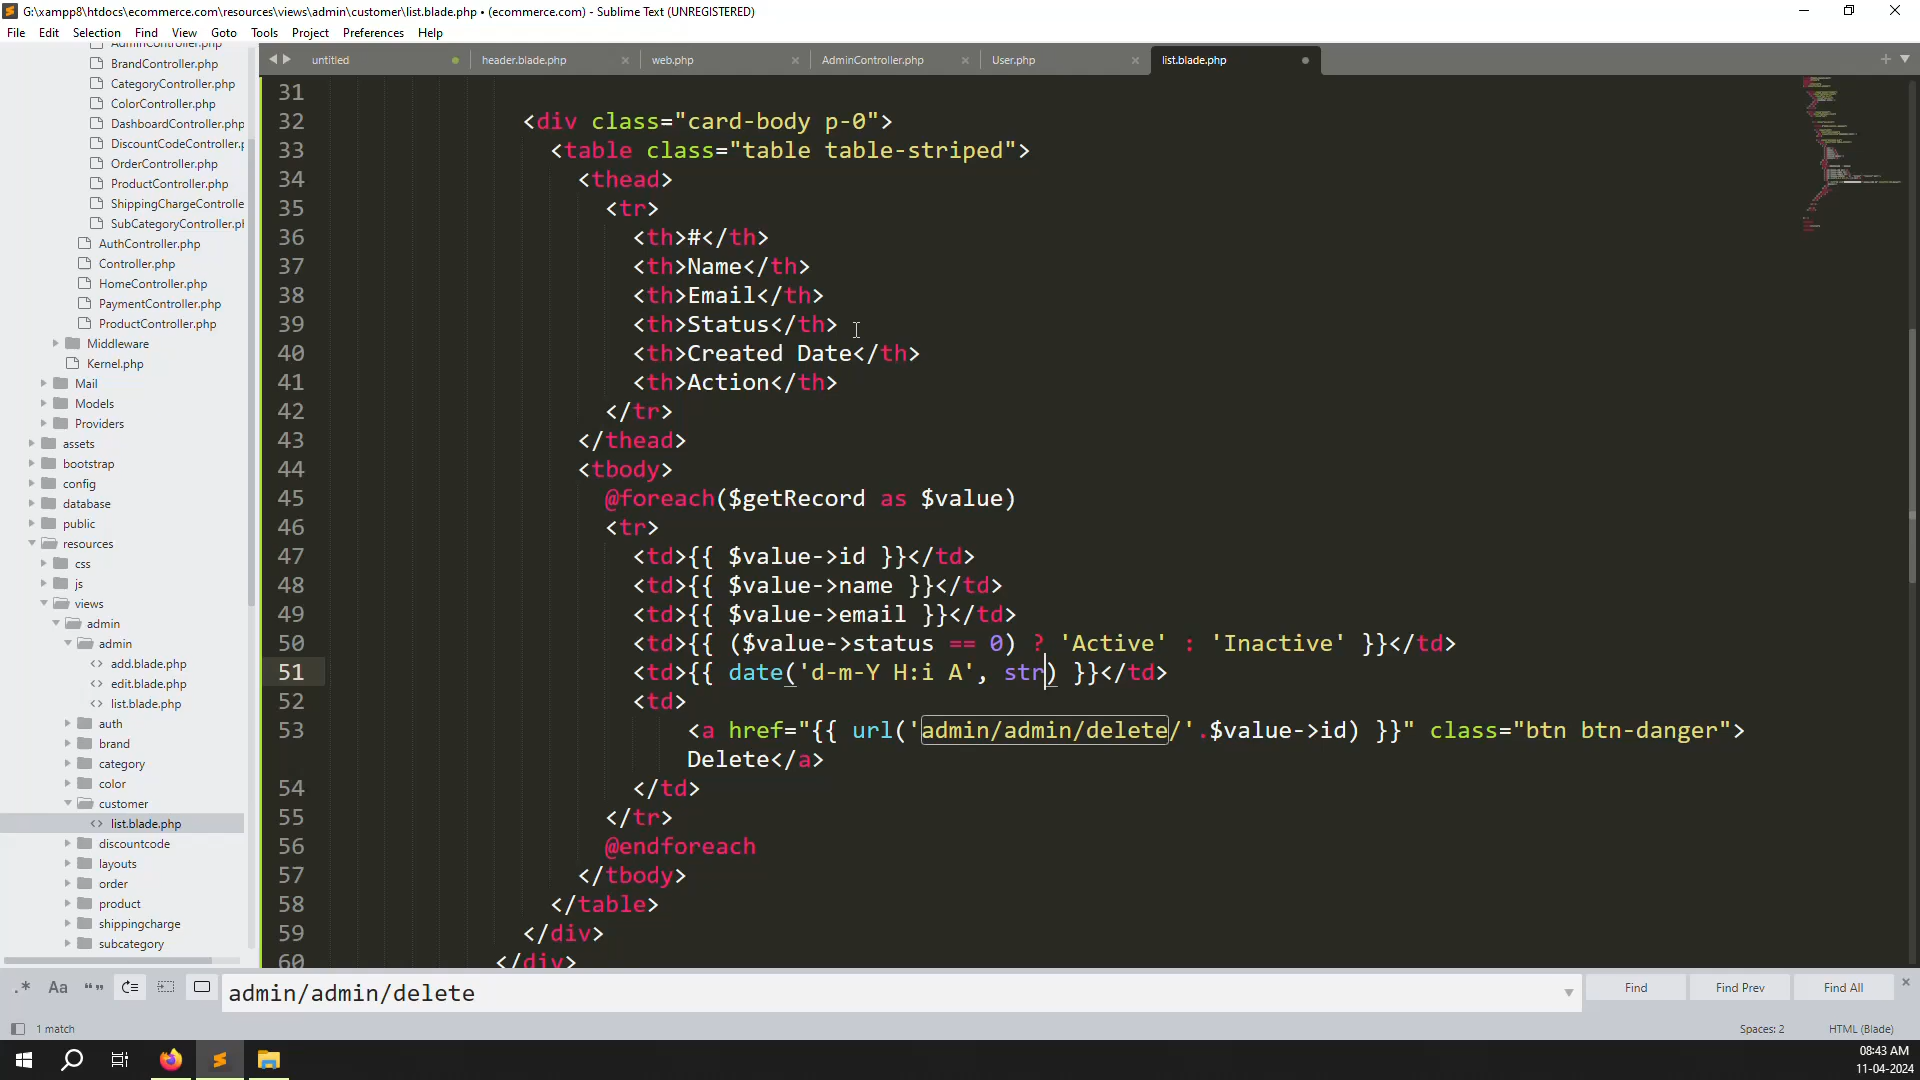 G:\xampp8\htdocs\ecommerce.com\resources\views\admin\customer\list.blade.php • (ecommerce.com) - Sublime Text (UNREGISTERED)
File Edit Selection Find View Goto Tools Project Preferences Help
untitled header.blade.php web.php AdminController.php User.php list.blade.php
AdminController.php
BrandController.php
CategoryController.php
ColorController.php
DashboardController.php
DiscountCodeController.p
OrderController.php
ProductController.php
ShippingChargeControlle
SubCategoryController.ph
AuthController.php
Controller.php
HomeController.php
PaymentController.php
ProductController.php
Middleware
Kernel.php
Mail
Models
Providers
assets
bootstrap
config
database
public
resources
css
js
views
admin
admin
add.blade.php
edit.blade.php
list.blade.php
auth
brand
category
color
customer
list.blade.php
discountcode
layouts
order
product
shippingcharge
subcategory
31
32 <div class="card-body p-0">
33 <table class="table table-striped">
34 <thead>
35 <tr>
36 <th>#</th>
37 <th>Name</th>
38 <th>Email</th>
39 <th>Status</th>
40 <th>Created Date</th>
41 <th>Action</th>
42 </tr>
43 </thead>
44 <tbody>
45 @foreach($getRecord as $value)
46 <tr>
47 <td>{{ $value->id }}</td>
48 <td>{{ $value->name }}</td>
49 <td>{{ $value->email }}</td>
50 <td>{{ ($value->status == 0) ? 'Active' : 'Inactive' }}</td>
51 <td>{{ date('d-m-Y H:i A', str) }}</td>
52 <td>
53 <a href="{{ url('admin/admin/delete/'.$value->id) }}" class="btn btn-danger">
Delete</a>
54 </td>
55 </tr>
56 @endforeach
57 </tbody>
58 </table>
59 </div>
60 </div>
.* Aa “” admin/admin/delete Find Find Prev Find All
1 match Spaces: 2 HTML (Blade)
08:43 AM
11-04-2024